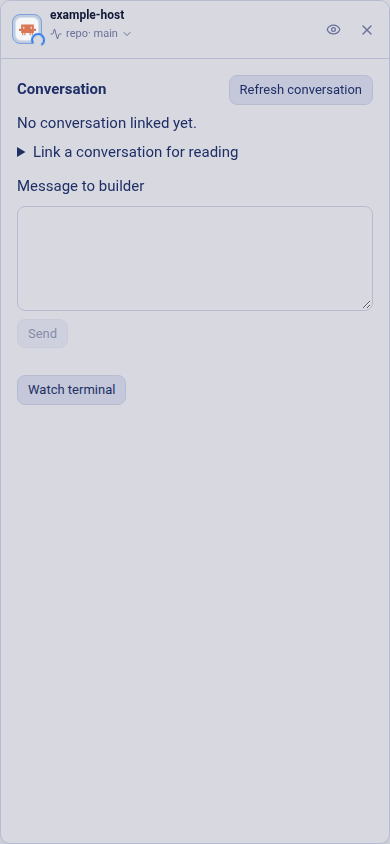 example-host
repo· main
Conversation
Refresh conversation
No conversation linked yet.
Link a conversation for reading
Message to builder
Send
Watch terminal